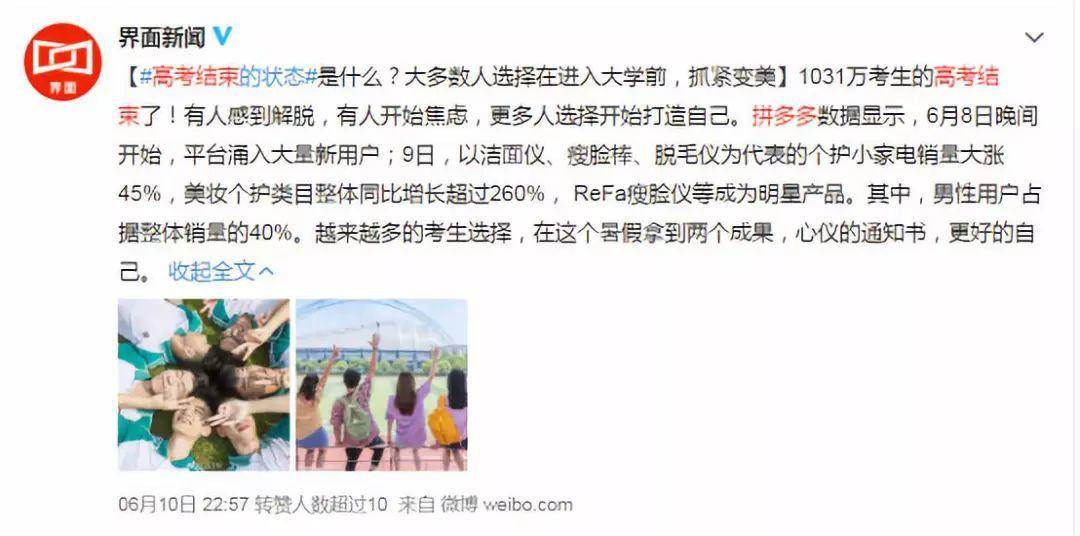 界面新闻
【#高考结束的状态#是什么？大多数人选择在进入大学前，抓紧变美】1031万考生的高考结
束了！有人感到解脱，有人开始焦虑，更多人选择开始打造自己。拼多多数据显示，6月8日晚间
开始，平台涌入大量新用户；9日，以洁面仪、瘦脸棒、脱毛仪为代表的个护小家电销量大涨
45%，美妆个护类目整体同比增长超过260%， ReFa瘦脸仪等成为明星产品。其中，男性用户占
据整体销量的40%。越来越多的考生选择，在这个暑假拿到两个成果，心仪的通知书，更好的自
己。 收起全文
06月10日 22:57 转赞人数超过10 来自 微博 weibo.com
界面